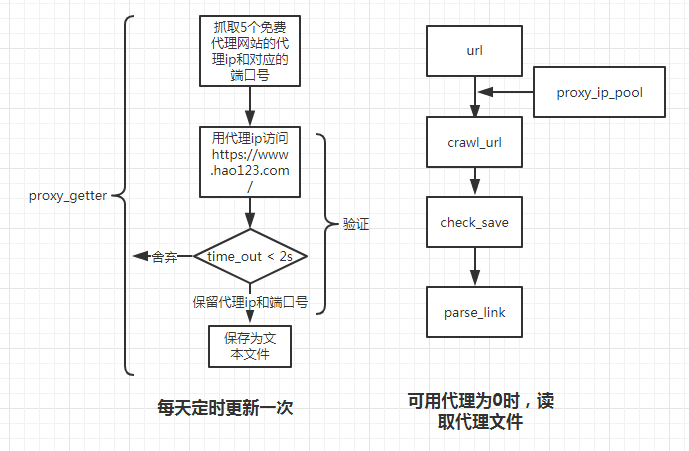 抓取5个免费
代理网站的代
理ip和对应的
端口号
用代理ip访问
https://www
.hao123.com
/
proxy_getter
验证
time_out < 2s
舍弃
保留代理ip和端口号
保存为文
本文件
每天定时更新一次
url
proxy_ip_pool
crawl_url
check_save
parse_link
可用代理为0时，读
取代理文件